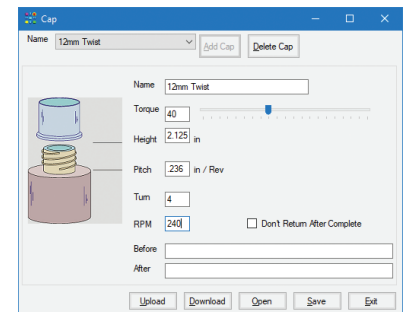 Cap
Name 12mm Twist Add Cap Delete Cap
Name 12mm Twist
Torque 40
Height 2.125 in
Pitch .236 in / Rev
Turn 4
RPM 240 Don't Return After Complete
Before
After
Upload Download Open Save Exit